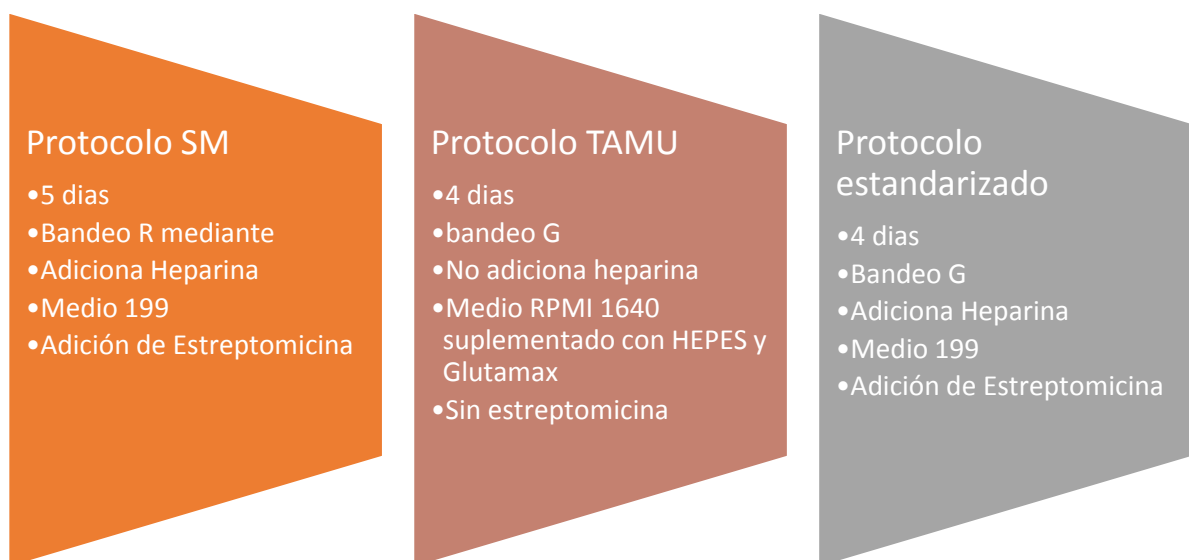 Protocolo SM
•5 dias
•Bandeo R mediante
•Adiciona Heparina
•Medio 199
•Adición de Estreptomicina
Protocolo TAMU
•4 dias
•bandeo G
•No adiciona heparina
•Medio RPMI 1640
suplementado con HEPES y
Glutamax
•Sin estreptomicina
Protocolo
estandarizado
•4 dias
•Bandeo G
•Adiciona Heparina
•Medio 199
•Adición de Estreptomicina